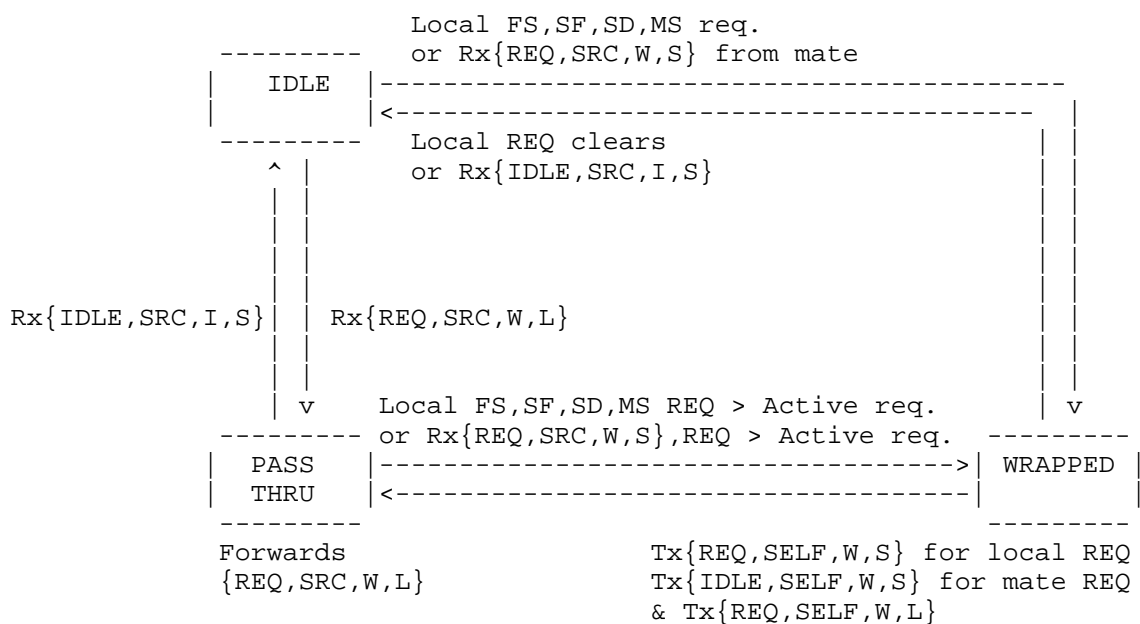 Local FS,SF,SD,MS req.
or Rx{REQ,SRC,W,S} from mate
IDLE
Local REQ clears
or Rx{IDLE,SRC,I,S}
Rx{IDLE,SRC,I,S} Rx{REQ,SRC,W,L}
v Local FS,SF,SD,MS REQ > Active req. v
or Rx{REQ,SRC,W,S},REQ > Active req.
PASS WRAPPED
THRU
Forwards Tx{REQ,SELF,W,S} for local REQ
{REQ,SRC,W,L} Tx{IDLE,SELF,W,S} for mate REQ
& Tx{REQ,SELF,W,L}